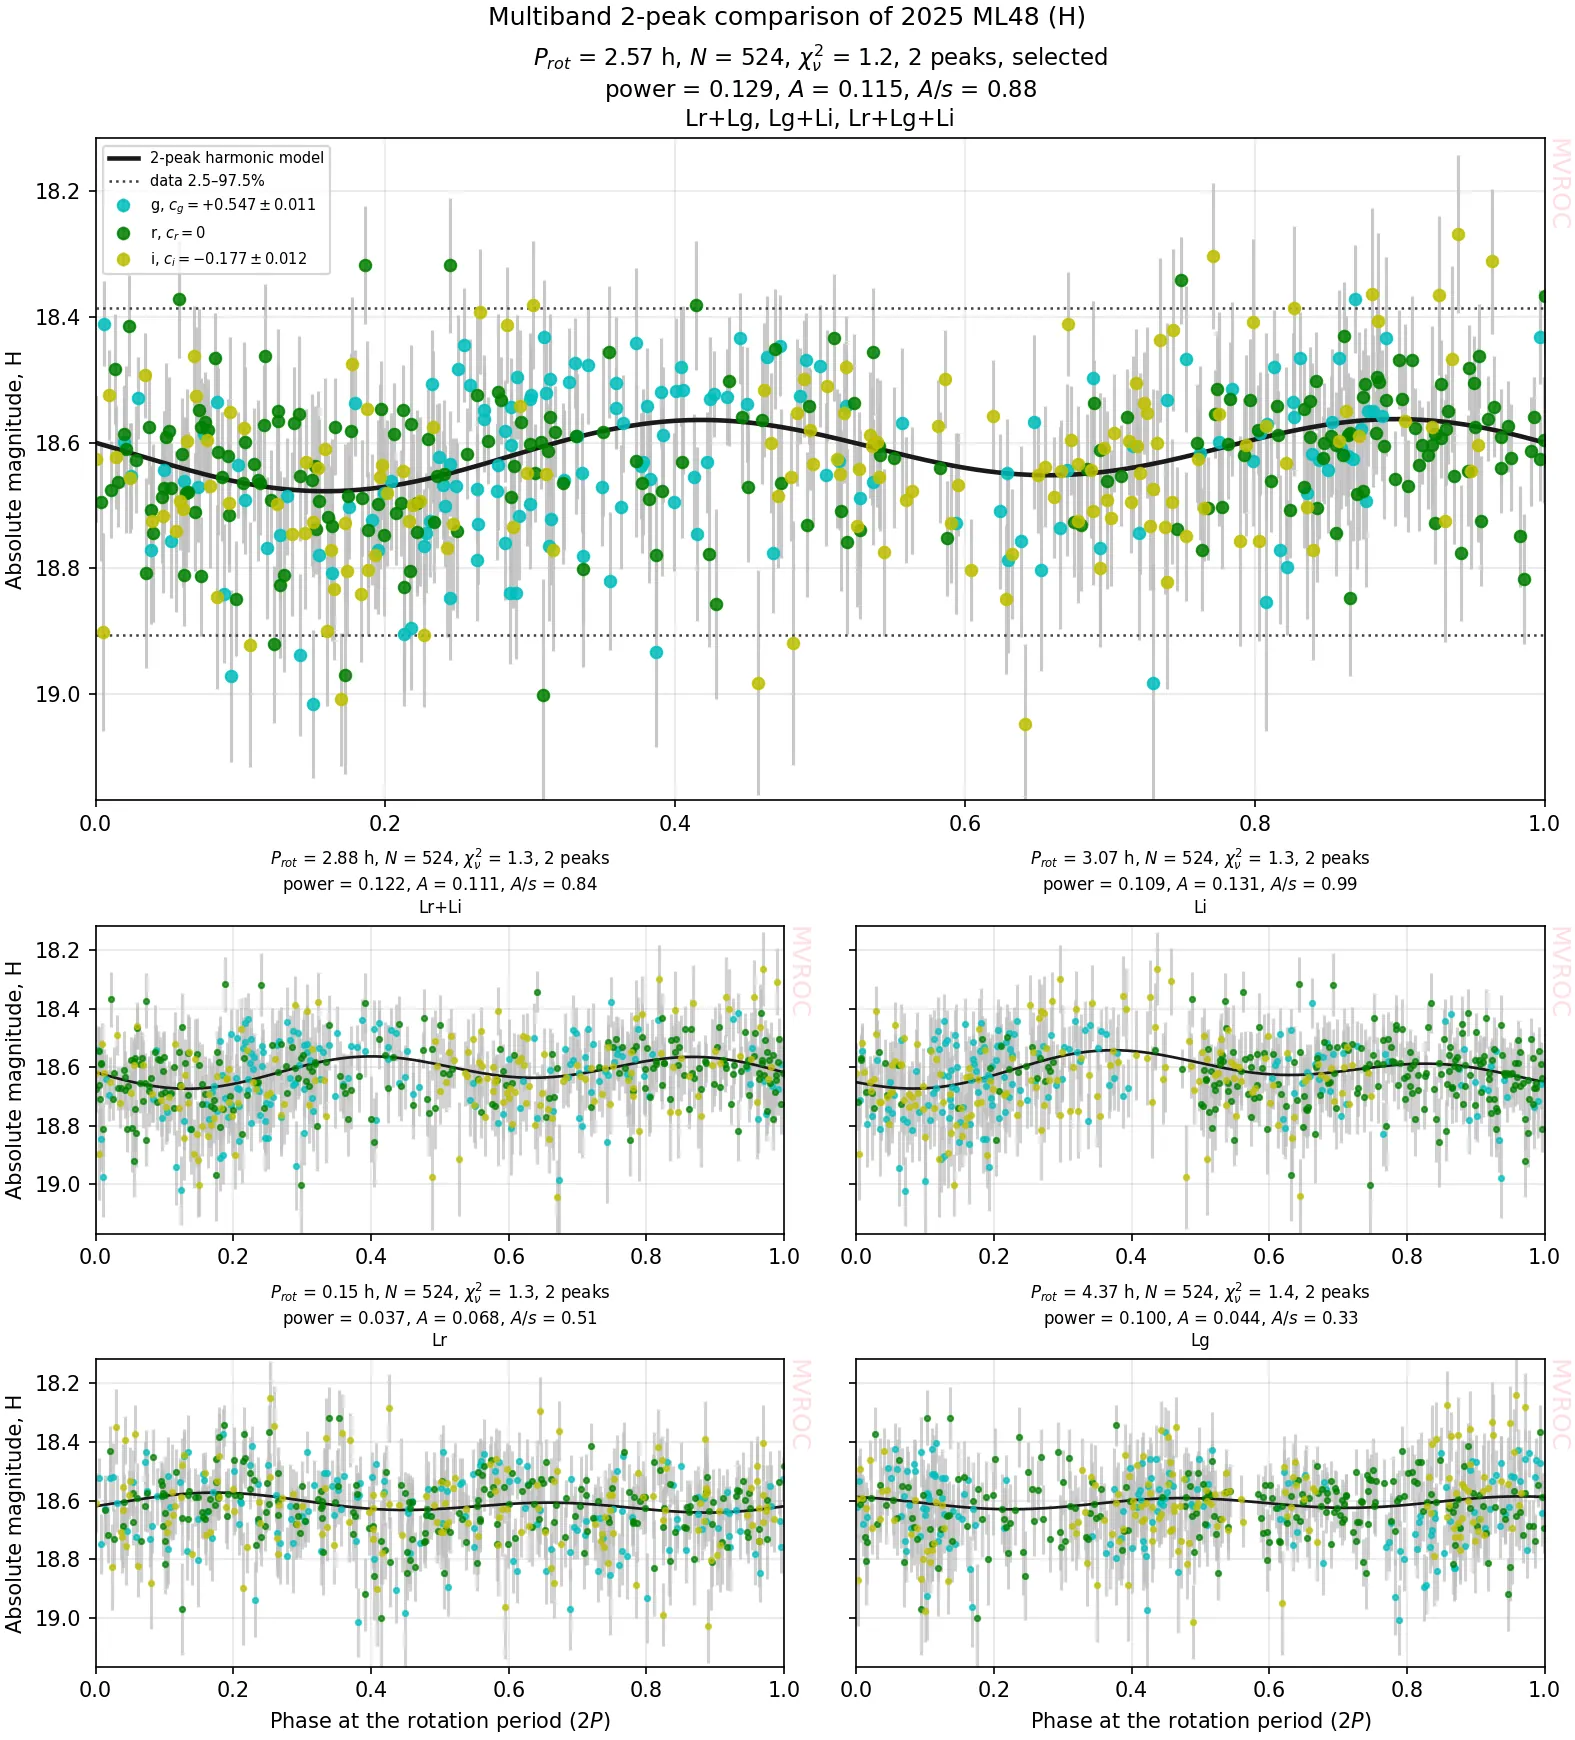 Multiband 2-peak comparison of 2025 ML48 (H)
P_rot = 2.57 h, N = 524, χ²_ν = 1.2, 2 peaks, selected
power = 0.129, A = 0.115, A/s = 0.88
Lr+Lg, Lg+Li, Lr+Lg+Li
2-peak harmonic model
data 2.5–97.5%
g, c_g = +0.547 ± 0.011
r, c_r = 0
i, c_i = −0.177 ± 0.012
MVROC
Absolute magnitude, H
18.2
18.4
18.6
18.8
19.0
0.0 0.2 0.4 0.6 0.8 1.0
P_rot = 2.88 h, N = 524, χ²_ν = 1.3, 2 peaks
power = 0.122, A = 0.111, A/s = 0.84
Lr+Li
MVROC
Absolute magnitude, H
18.2
18.4
18.6
18.8
19.0
0.0 0.2 0.4 0.6 0.8 1.0
P_rot = 3.07 h, N = 524, χ²_ν = 1.3, 2 peaks
power = 0.109, A = 0.131, A/s = 0.99
Li
MVROC
0.0 0.2 0.4 0.6 0.8 1.0
P_rot = 0.15 h, N = 524, χ²_ν = 1.3, 2 peaks
power = 0.037, A = 0.068, A/s = 0.51
Lr
MVROC
Absolute magnitude, H
18.2
18.4
18.6
18.8
19.0
0.0 0.2 0.4 0.6 0.8 1.0
Phase at the rotation period (2P)
P_rot = 4.37 h, N = 524, χ²_ν = 1.4, 2 peaks
power = 0.100, A = 0.044, A/s = 0.33
Lg
MVROC
0.0 0.2 0.4 0.6 0.8 1.0
Phase at the rotation period (2P)